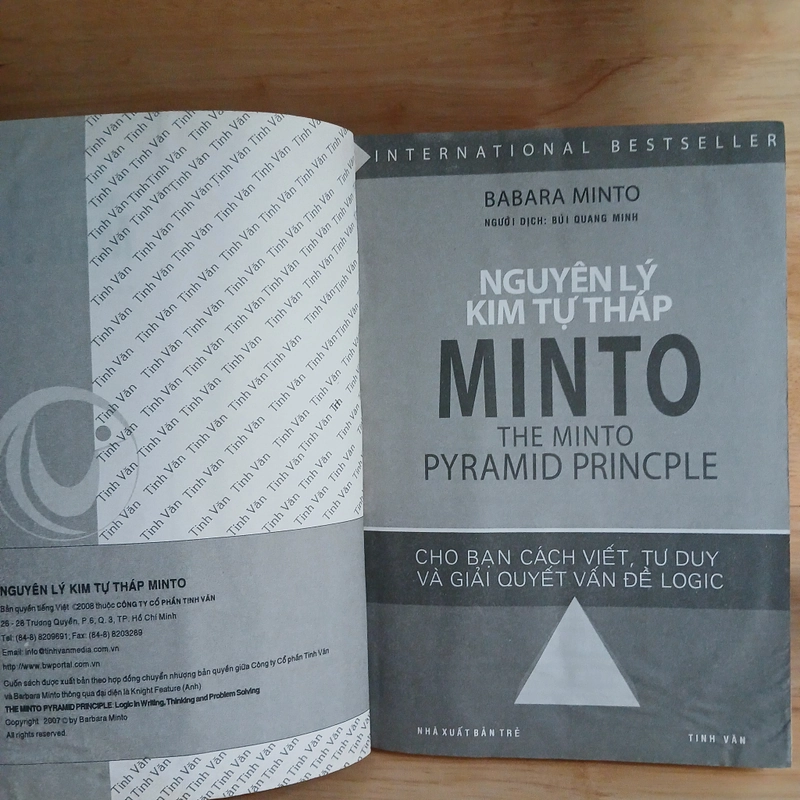 Tinh Văn
NGUYÊN LÝ KIM TỰ THÁP MINTO
Bản quyền tiếng Việt ©2008 thuộc CÔNG TY CỔ PHẦN TINH VĂN
26 - 28 Trương Quyền, P.6, Q.3, TP. Hồ Chí Minh
Tel: (84-8) 8209691; Fax: (84-8) 8203289
Email: info@tinhvanmedia.com.vn
http://www.bwportal.com.vn
Cuốn sách được xuất bản theo hợp đồng chuyển nhượng bản quyền giữa Công ty Cổ phần Tinh Văn
và Barbara Minto thông qua đại diện là Knight Feature (Anh)
THE MINTO PYRAMID PRINCIPLE: Logic in Writing, Thinking and Problem Solving
Copyright 2007 © by Barbara Minto
All rights reserved.
INTERNATIONAL BESTSELLER
BABARA MINTO
NGƯỜI DỊCH: BÙI QUANG MINH
NGUYÊN LÝ
KIM TỰ THÁP
MINTO
THE MINTO
PYRAMID PRINCPLE
CHO BẠN CÁCH VIẾT, TƯ DUY
VÀ GIẢI QUYẾT VẤN ĐỀ LOGIC
NHÀ XUẤT BẢN TRẺ
TINH VĂN